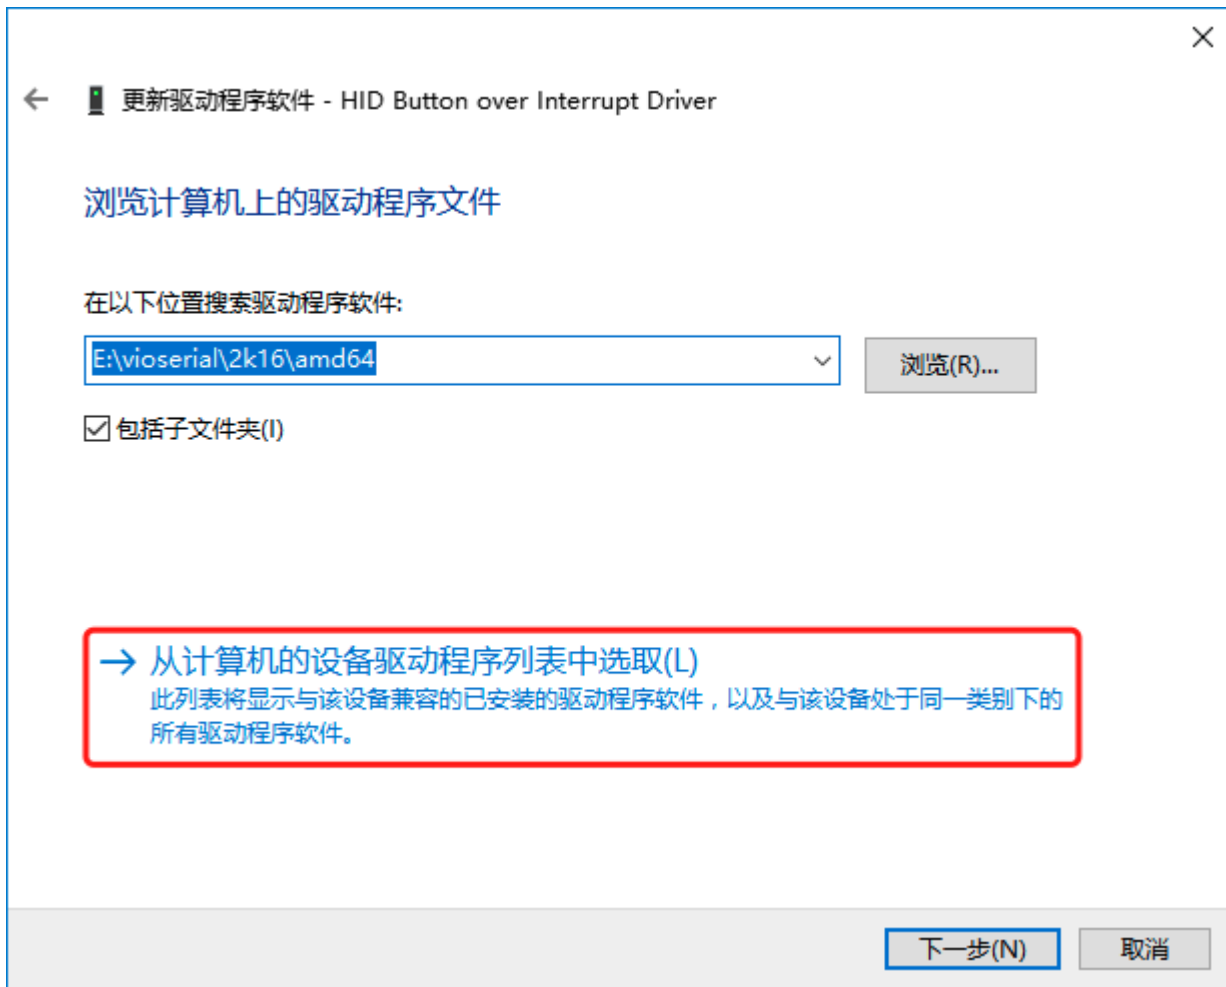 更新驱动程序软件 - HID Button over Interrupt Driver
浏览计算机上的驱动程序文件
在以下位置搜索驱动程序软件:
E:\vioserial\2k16\amd64
浏览(R)...
包括子文件夹(I)
从计算机的设备驱动程序列表中选取(L)
此列表将显示与该设备兼容的已安装的驱动程序软件，以及与该设备处于同一类别下的
所有驱动程序软件。
下一步(N)
取消